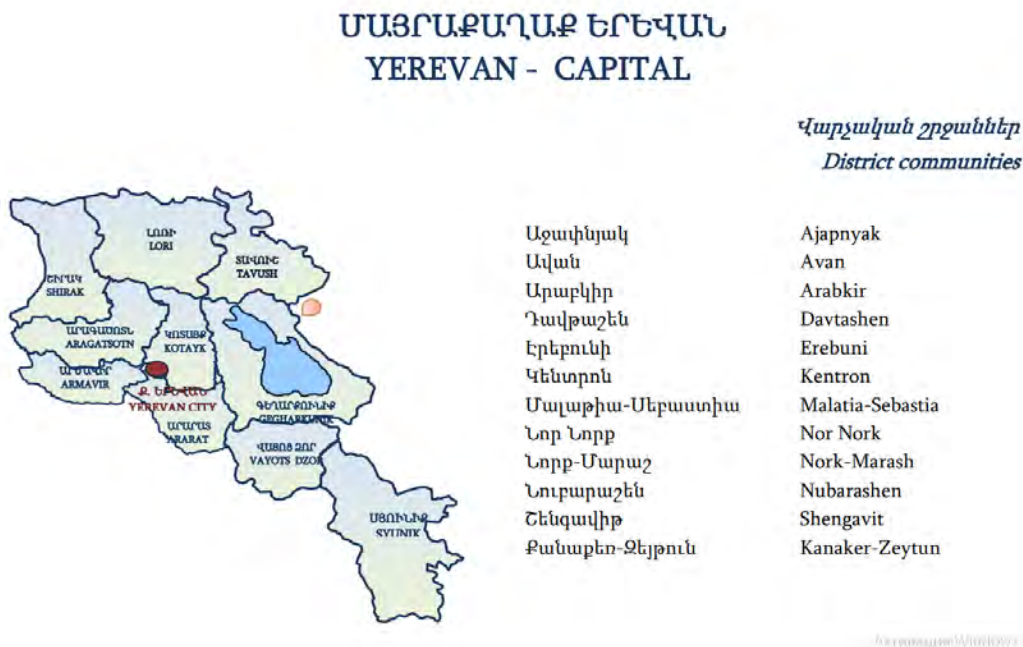 ՄԱՅՐԱՔԱՂԱՔ ԵՐԵՎԱՆ
YEREVAN - CAPITAL
Վարչական շրջաններ
District communities
ԼՈՌԻ
LORI
ՏԱՎՈՒՇ
TAVUSH
ՇԻՐԱԿ
SHIRAK
ԱՐԱԳԱԾՈՏՆ
ARAGATSOTN
ԿՈՏԱՅՔ
KOTAYK
ԱՐՄԱՎԻՐ
ARMAVIR
Ք. ԵՐԵՎԱՆ
YEREVAN CITY
ԳԵՂԱՐՔՈՒՆԻՔ
GEGHARKUNIK
ԱՐԱՐԱՏ
ARARAT
ՎԱՅՈՑ ՁՈՐ
VAYOTS DZOR
ՍՅՈՒՆԻՔ
SYUNIK
Աջափնյակ Ajapnyak
Ավան Avan
Արաբկիր Arabkir
Դավթաշեն Davtashen
Էրեբունի Erebuni
Կենտրոն Kentron
Մալաթիա-Սեբաստիա Malatia-Sebastia
Նոր Նորք Nor Nork
Նորք-Մարաշ Nork-Marash
Նուբարաշեն Nubarashen
Շենգավիթ Shengavit
Քանաքեռ-Զեյթուն Kanaker-Zeytun
Активация Windows